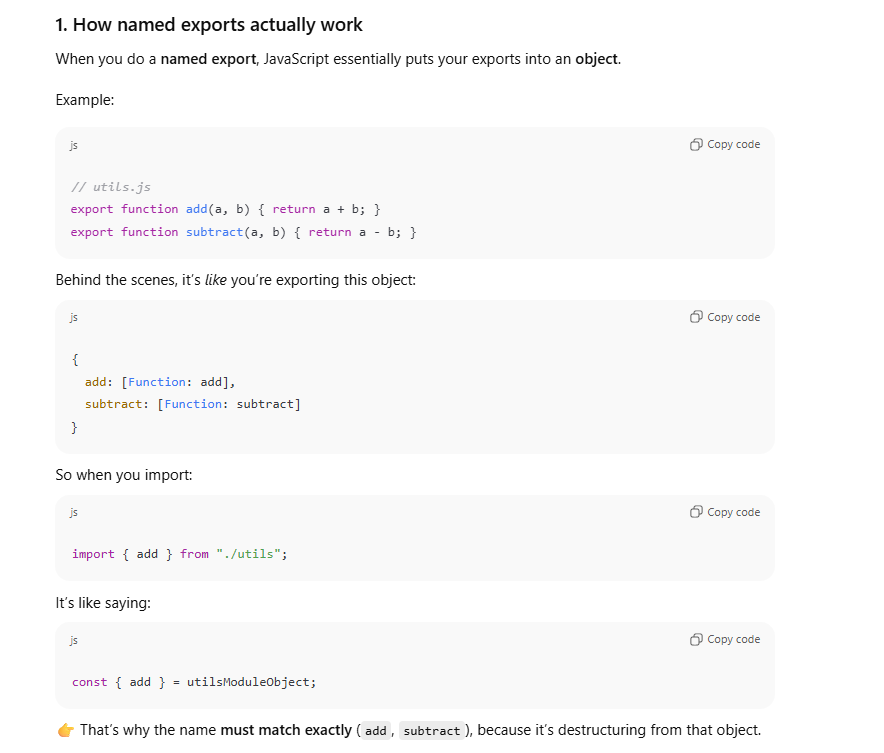 1. How named exports actually work
When you do a named export, JavaScript essentially puts your exports into an object.
Example:
js
Copy code
// utils.js
export function add(a, b) { return a + b; }
export function subtract(a, b) { return a - b; }
Behind the scenes, it’s like you’re exporting this object:
js
Copy code
{
  add: [Function: add],
  subtract: [Function: subtract]
}
So when you import:
js
Copy code
import { add } from "./utils";
It’s like saying:
js
Copy code
const { add } = utilsModuleObject;
👉 That’s why the name must match exactly (add, subtract), because it’s destructuring from that object.